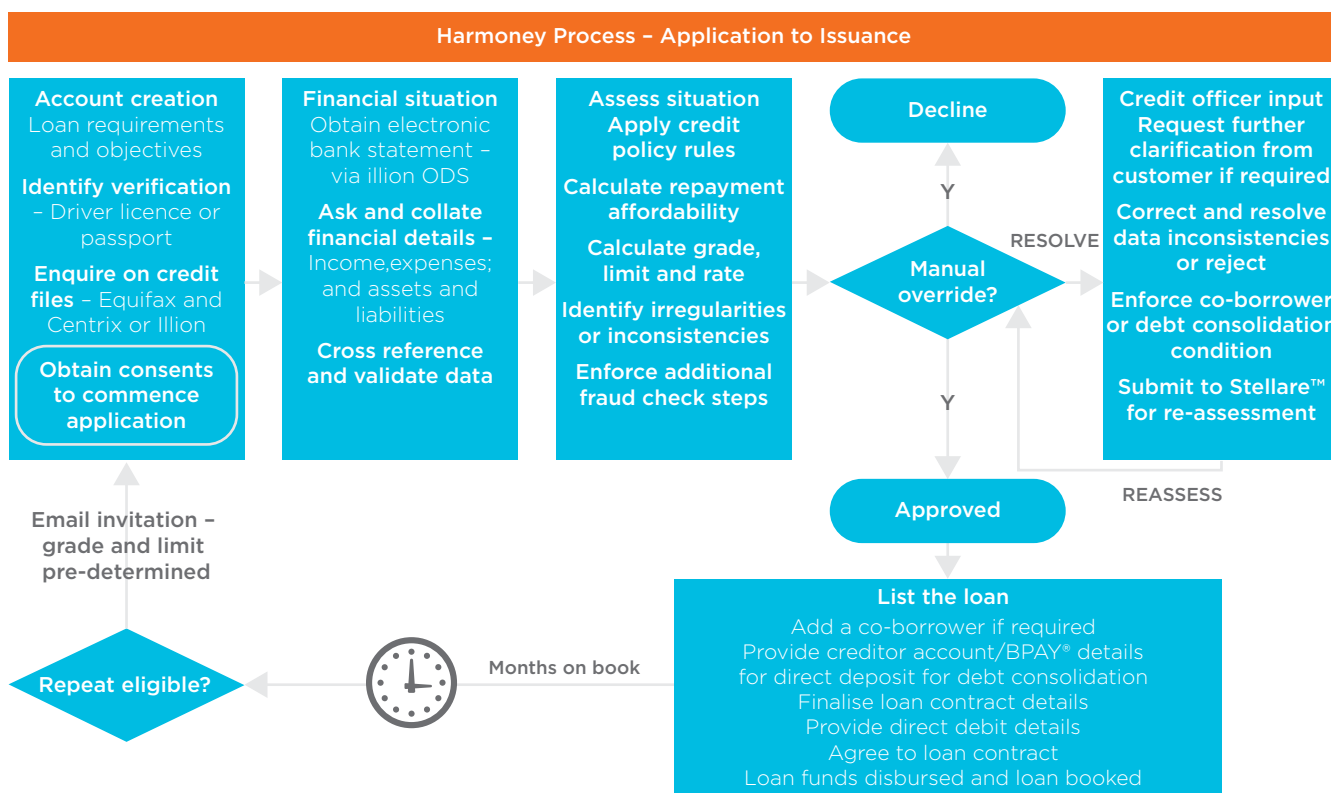 Harmoney Process – Application to Issuance
Account creation
Loan requirements
and objectives
Identify verification
– Driver licence or
passport
Enquire on credit
files – Equifax and
Centrix or Illion
Obtain consents
to commence
application
Financial situation
Obtain electronic
bank statement –
via illion ODS
Ask and collate
financial details –
Income,expenses;
and assets and
liabilities
Cross reference
and validate data
Assess situation
Apply credit
policy rules
Calculate repayment
affordability
Calculate grade,
limit and rate
Identify irregularities
or inconsistencies
Enforce additional
fraud check steps
Decline
Y
Manual
override?
Y
RESOLVE
Credit officer input
Request further
clarification from
customer if required
Correct and resolve
data inconsistencies
or reject
Enforce co-borrower
or debt consolidation
condition
Submit to Stellare™
for re-assessment
REASSESS
Approved
List the loan
Add a co-borrower if required
Provide creditor account/BPAY® details
for direct deposit for debt consolidation
Finalise loan contract details
Provide direct debit details
Agree to loan contract
Loan funds disbursed and loan booked
Months on book
Repeat eligible?
Email invitation –
grade and limit
pre-determined